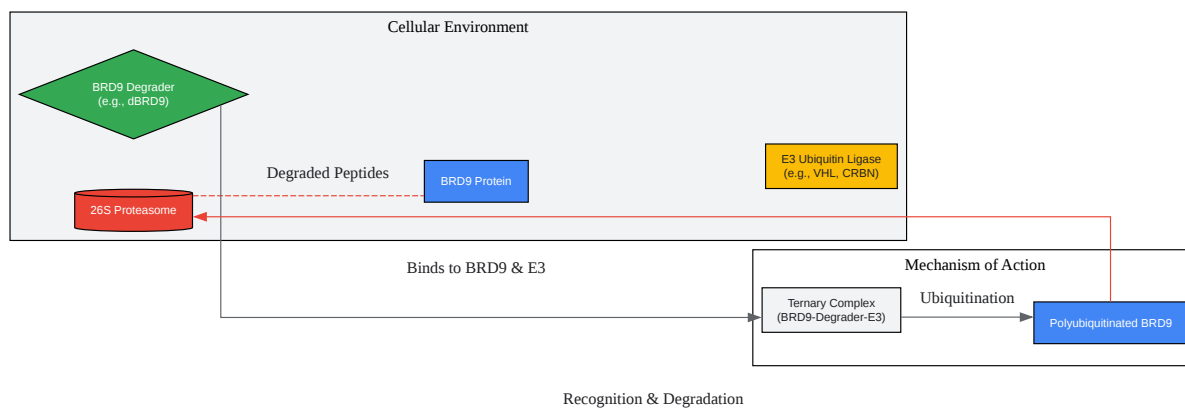 Cellular Environment
BRD9 Degrader
(e.g., dBRD9)
E3 Ubiquitin Ligase
(e.g., VHL, CRBN)
Degraded Peptides
BRD9 Protein
26S Proteasome
Binds to BRD9 & E3
Mechanism of Action
Ternary Complex
(BRD9-Degrader-E3)
Ubiquitination
Polyubiquitinated BRD9
Recognition & Degradation